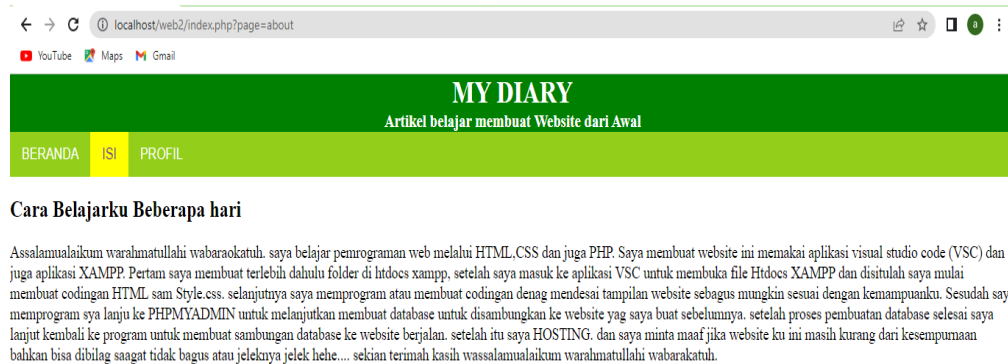 localhost/web2/index.php?page=about
a
YouTube Maps Gmail
MY DIARY
Artikel belajar membuat Website dari Awal
BERANDA ISI PROFIL
Cara Belajarku Beberapa hari
Assalamualaikum warahmatullahi wabaraokatuh. saya belajar pemrograman web melalui HTML,CSS dan juga PHP. Saya membuat website ini memakai aplikasi visual studio code (VSC) dan
juga aplikasi XAMPP. Pertam saya membuat terlebih dahulu folder di htdocs xampp, setelah saya masuk ke aplikasi VSC untuk membuka file Htdocs XAMPP dan disitulah saya mulai
membuat codingan HTML sam Style.css. selanjutnya saya memprogram atau membuat codingan denag mendesai tampilan website sebagus mungkin sesuai dengan kemampuanku. Sesudah say
memprogram sya lanju ke PHPMYADMIN untuk melanjutkan membuat database untuk disambungkan ke website yag saya buat sebelumnya. setelah proses pembuatan database selesai saya
lanjut kembali ke program untuk membuat sambungan database ke website berjalan. setelah itu saya HOSTING. dan saya minta maaf jika website ku ini masih kurang dari kesempurnaan
bahkan bisa dibilag saagat tidak bagus atau jeleknya jelek hehe.... sekian terimah kasih wassalamualaikum warahmatullahi wabarakatuh.